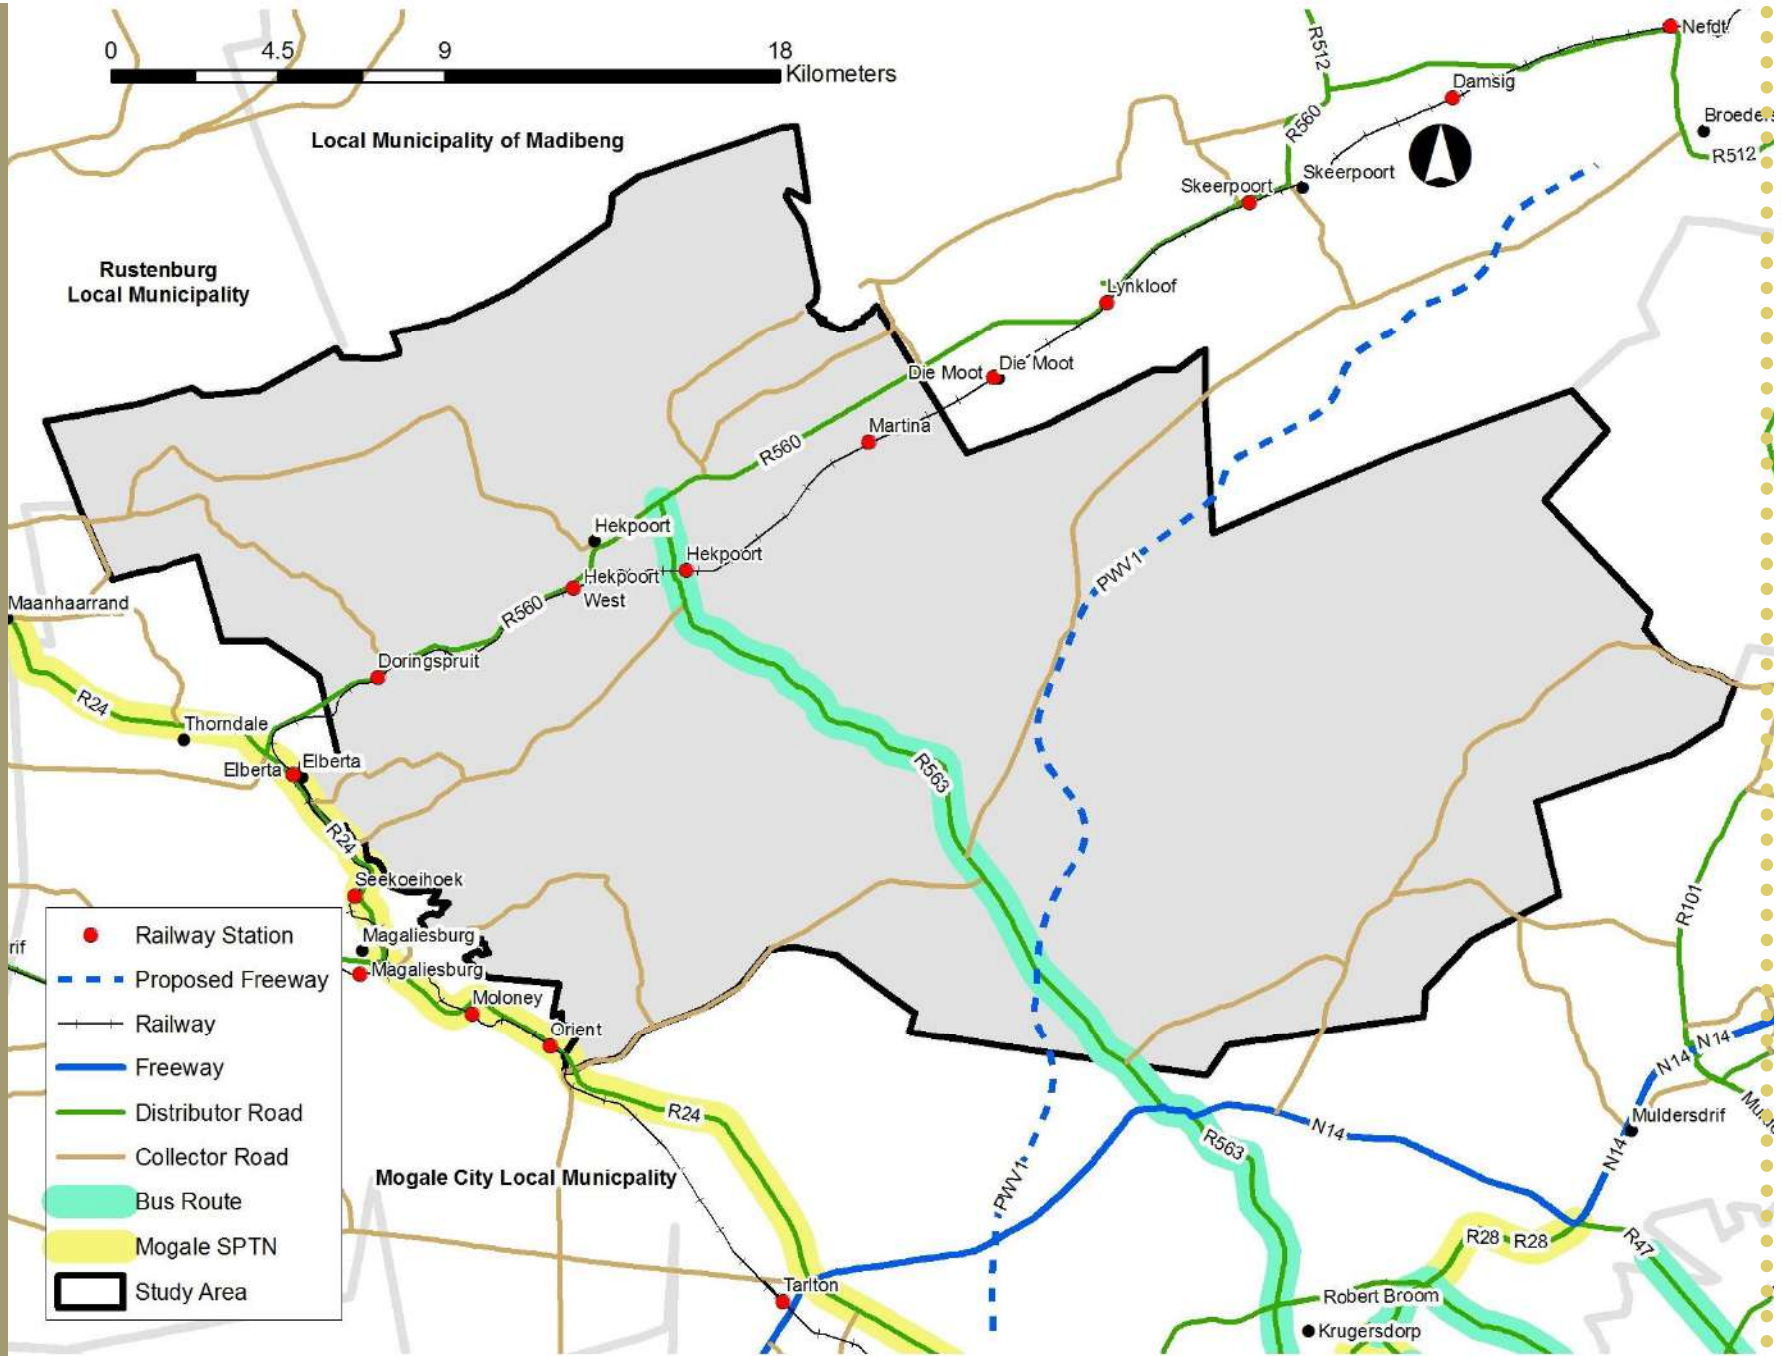 0 4.5 9 18
Kilometers
Local Municipality of Madibeng
Rustenburg
Local Municipality
R512
Nefdt
Damsig
R560
R512
Skeerpoort
Skeerpoort
Lynkloof
Die Moot
Die Moot
Martina
R560
Hekpoort
Hekpoort
Hekpoort
West
R560
PWV1
Maanhaarrand
Doringspruit
R24
Thorndale
Elberta
Elberta
R563
R24
Seekoeihoek
R101
Magaliesburg
Magaliesburg
Moloney
Orient
R24
N14
N14
Muldersdrif
N14
R563
N14
Mogale City Local Municpality
PWV1
R28
R28
R47
Tarlton
Robert Broom
Krugersdorp
Railway Station
Proposed Freeway
Railway
Freeway
Distributor Road
Collector Road
Bus Route
Mogale SPTN
Study Area